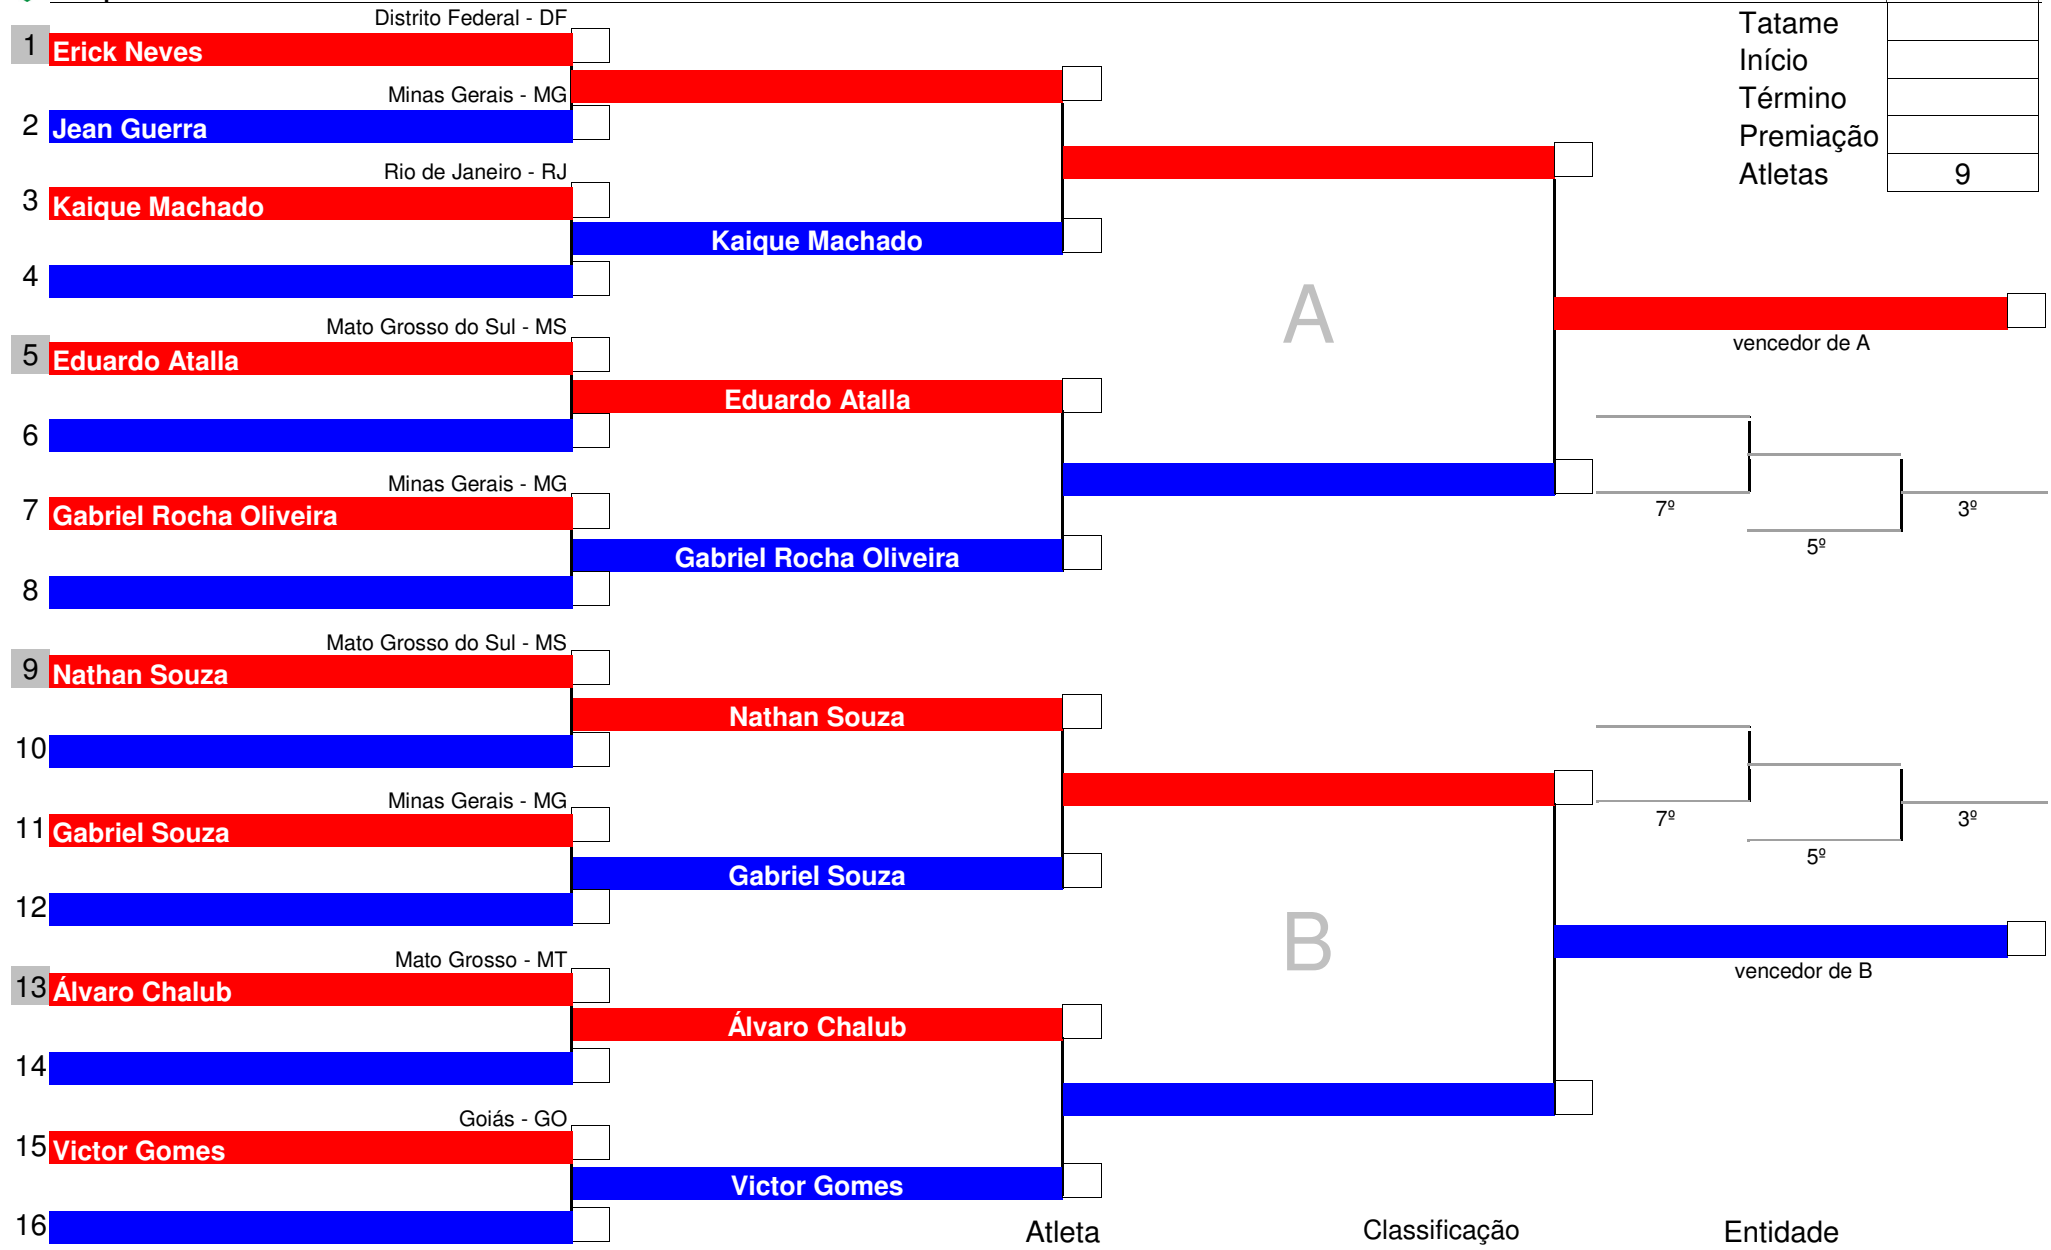 Distrito Federal - DF
1 Erick Neves
Minas Gerais - MG
2 Jean Guerra
Rio de Janeiro - RJ
3 Kaique Machado
Kaique Machado
4
Mato Grosso do Sul - MS
5 Eduardo Atalla
Eduardo Atalla
6
Minas Gerais - MG
7 Gabriel Rocha Oliveira
Gabriel Rocha Oliveira
8
Mato Grosso do Sul - MS
9 Nathan Souza
Nathan Souza
10
Minas Gerais - MG
11 Gabriel Souza
Gabriel Souza
12
Mato Grosso - MT
13 Álvaro Chalub
Álvaro Chalub
14
Goiás - GO
15 Victor Gomes
Victor Gomes
16
A
B
Tatame
Início
Término
Premiação
Atletas 9
vencedor de A
7º
5º
3º
7º
5º
3º
vencedor de B
Atleta Classificação Entidade